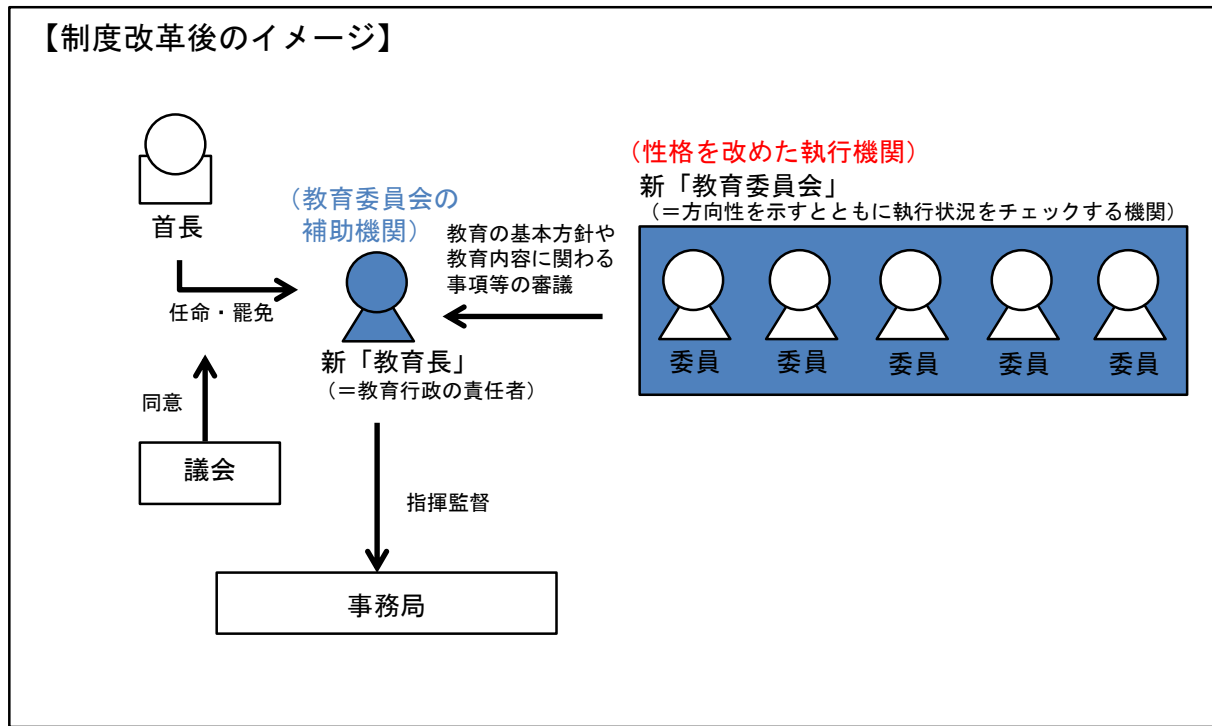 【制度改革後のイメージ】
首長
任命・罷免
同意
議会
（教育委員会の
補助機関）
新「教育長」
（＝教育行政の責任者）
教育の基本方針や
教育内容に関わる
事項等の審議
（性格を改めた執行機関）
新「教育委員会」
（＝方向性を示すとともに執行状況をチェックする機関）
委員 委員 委員 委員 委員
指揮監督
事務局